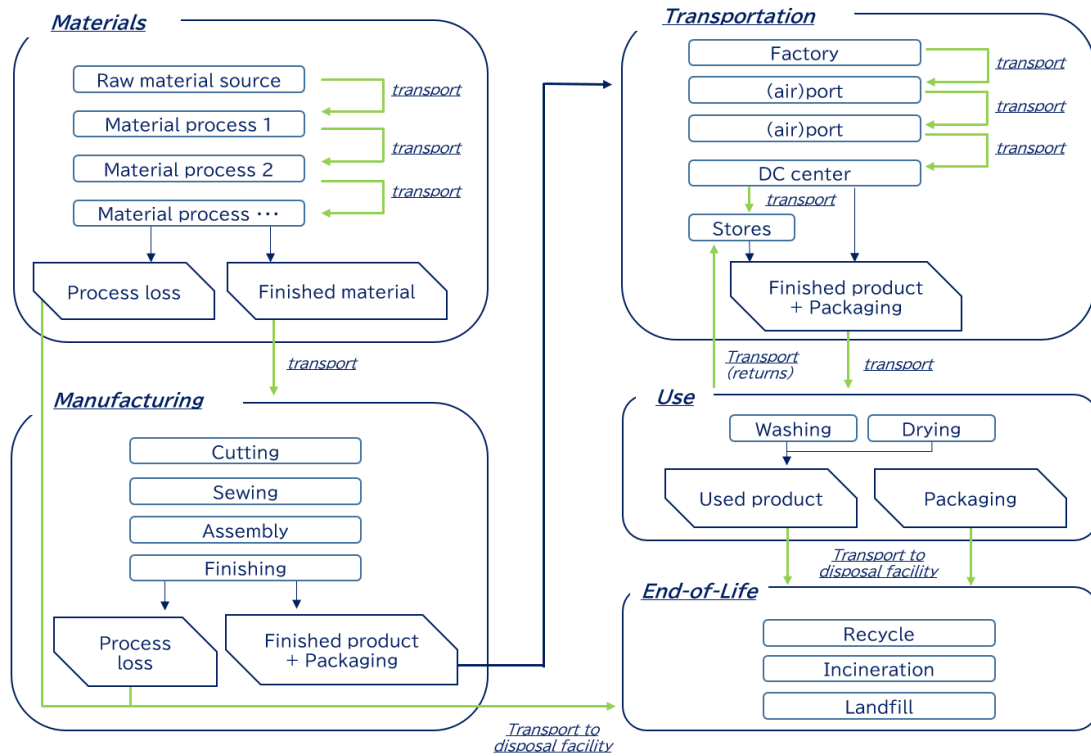 Materials
Raw material source
transport
Material process 1
transport
Material process 2
transport
Material process ⋯
Process loss
Finished material
transport
Manufacturing
Cutting
Sewing
Assembly
Finishing
Process
loss
Finished product
+ Packaging
Transport to
disposal facility
Transportation
Factory
transport
(air)port
transport
(air)port
transport
DC center
transport
Stores
Finished product
+ Packaging
Transport
(returns)
transport
Use
Washing
Drying
Used product
Packaging
Transport to
disposal facility
End-of-Life
Recycle
Incineration
Landfill